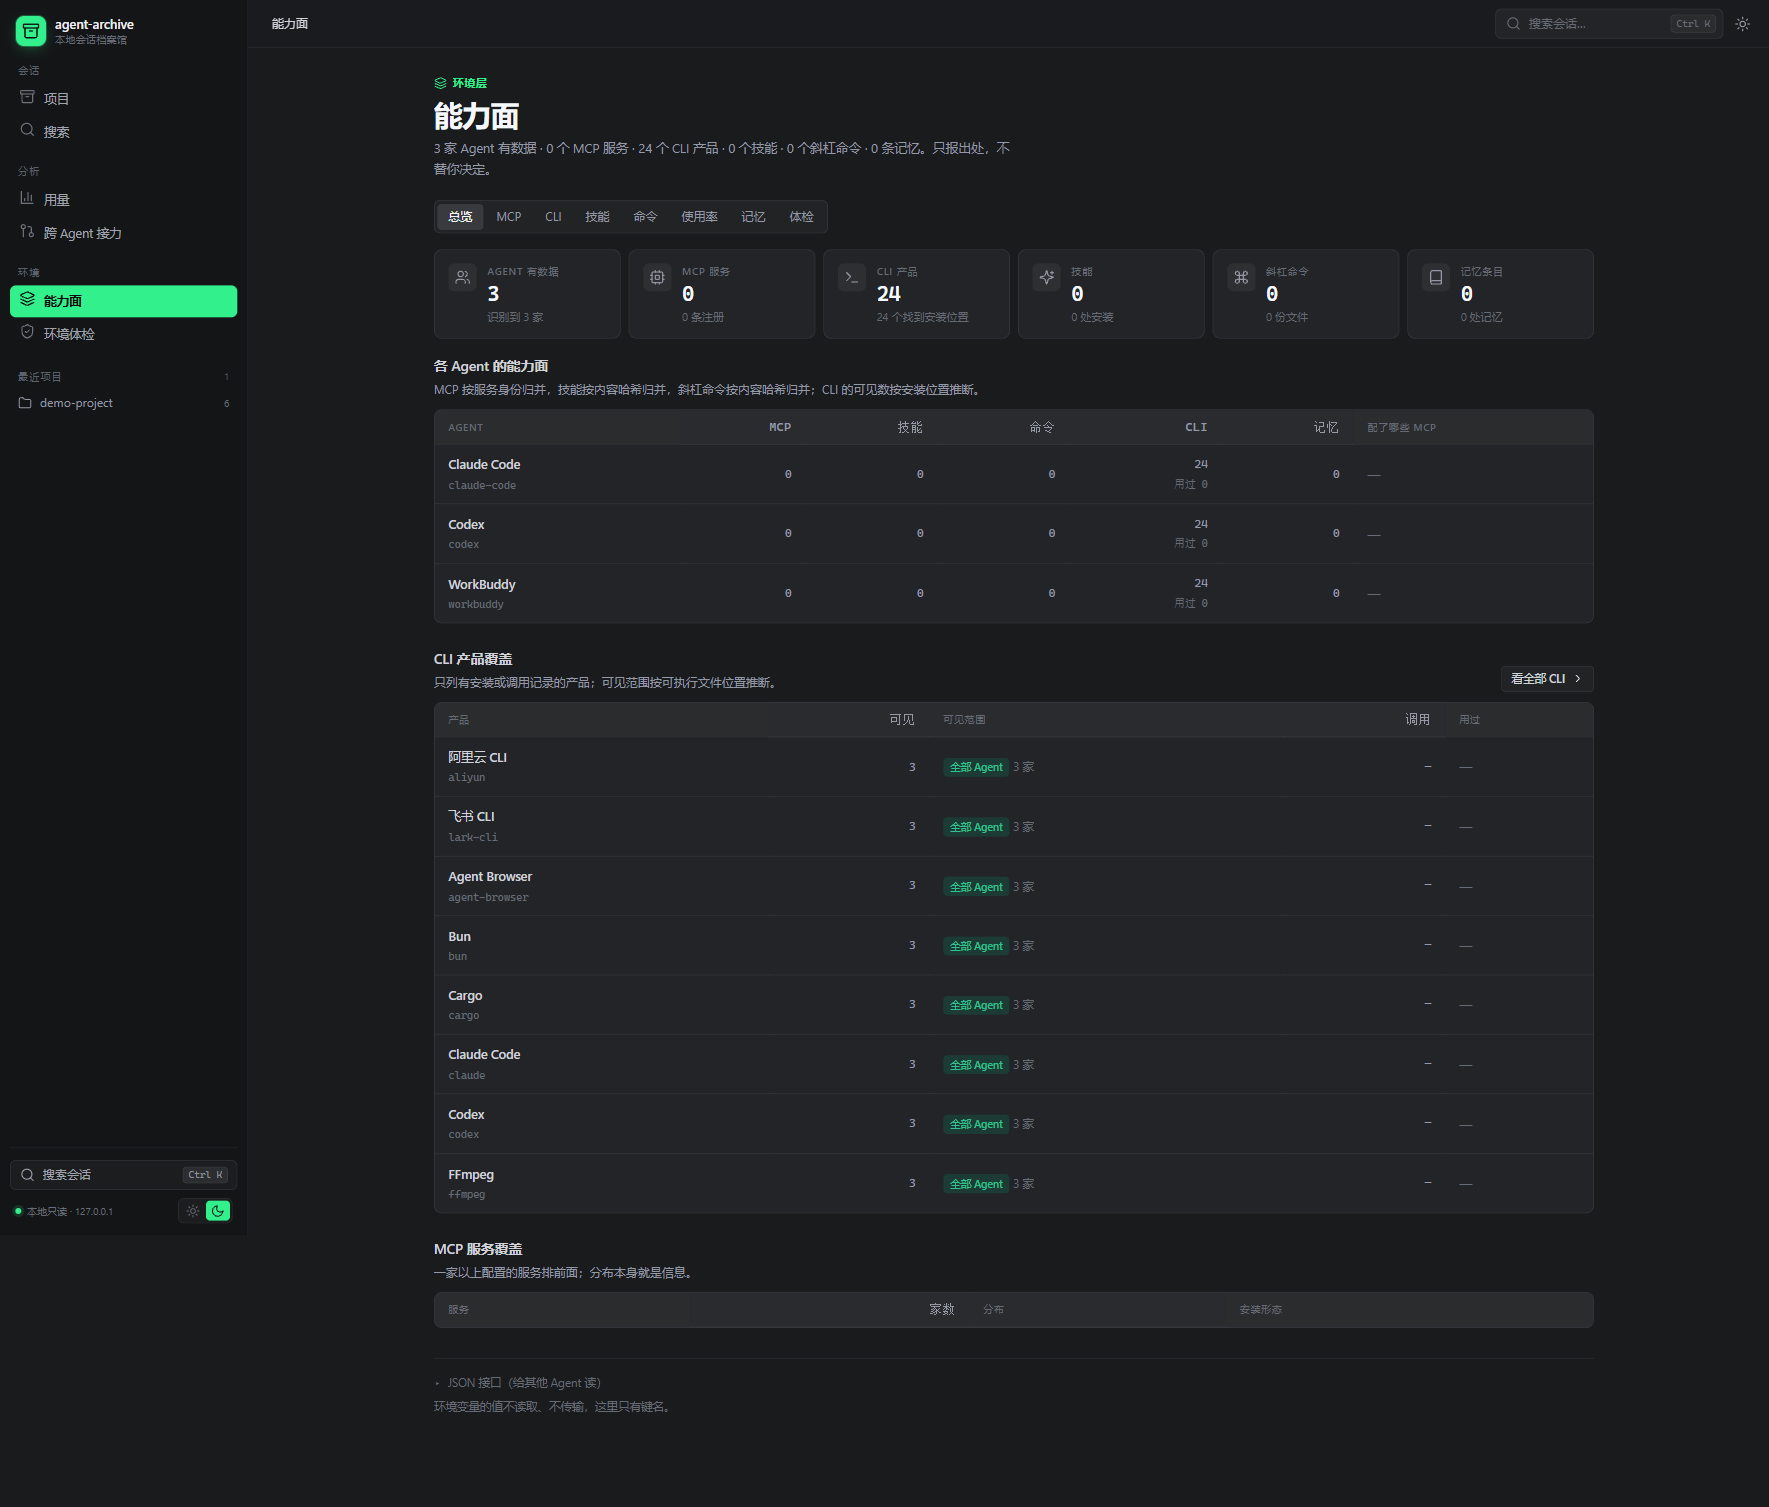 agent-archive
本地会话档案馆
会话
项目
搜索
分析
用量
跨 Agent 接力
环境
能力面
环境体检
最近项目 1
demo-project 6
搜索会话 Ctrl K
本地只读 · 127.0.0.1
能力面
搜索会话... Ctrl K
环境层
能力面
3 家 Agent 有数据 · 0 个 MCP 服务 · 24 个 CLI 产品 · 0 个技能 · 0 个斜杠命令 · 0 条记忆。只报出处，不
替你决定。
总览 MCP CLI 技能 命令 使用率 记忆 体检
AGENT 有数据
3
识别到 3 家
MCP 服务
0
0 条注册
CLI 产品
24
24 个找到安装位置
技能
0
0 处安装
斜杠命令
0
0 份文件
记忆条目
0
0 处记忆
各 Agent 的能力面
MCP 按服务身份归并，技能按内容哈希归并，斜杠命令按内容哈希归并；CLI 的可见数按安装位置推断。
AGENT MCP 技能 命令 CLI 记忆 配了哪些 MCP
Claude Code
claude-code
0 0 0 24 0 —
用过 0
Codex
codex
0 0 0 24 0 —
用过 0
WorkBuddy
workbuddy
0 0 0 24 0 —
用过 0
CLI 产品覆盖
只列有安装或调用记录的产品；可见范围按可执行文件位置推断。
看全部 CLI
产品 可见 可见范围 调用 用过
阿里云 CLI
aliyun
3 全部 Agent 3 家 – —
飞书 CLI
lark-cli
3 全部 Agent 3 家 – —
Agent Browser
agent-browser
3 全部 Agent 3 家 – —
Bun
bun
3 全部 Agent 3 家 – —
Cargo
cargo
3 全部 Agent 3 家 – —
Claude Code
claude
3 全部 Agent 3 家 – —
Codex
codex
3 全部 Agent 3 家 – —
FFmpeg
ffmpeg
3 全部 Agent 3 家 – —
MCP 服务覆盖
一家以上配置的服务排前面；分布本身就是信息。
服务 家数 分布 安装形态
JSON 接口（给其他 Agent 读）
环境变量的值不读取、不传输，这里只有键名。